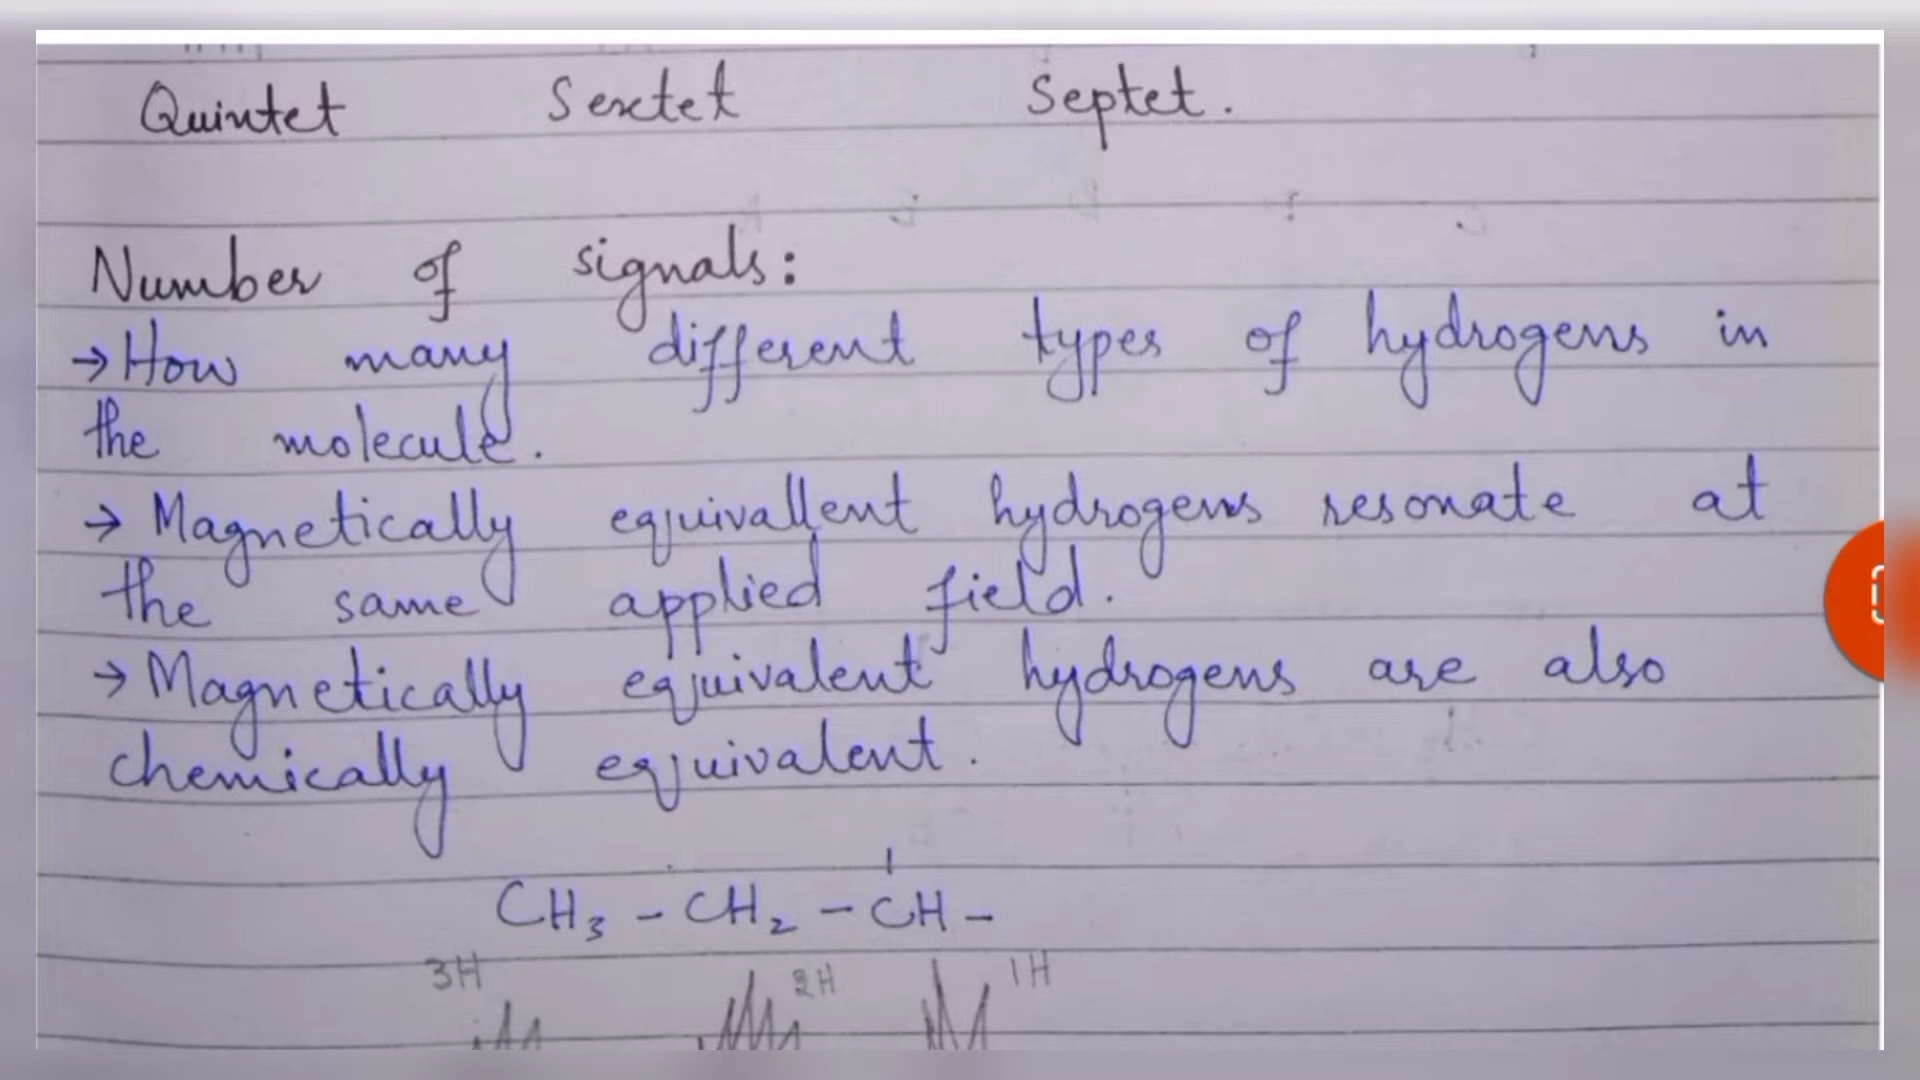 Quintet Sextet Septet.
Number of signals:
→ How many different types of hydrogens in
the molecule.
→ Magnetically equivallent hydrogens resonate at
the same applied field.
→ Magnetically equivalent hydrogens are also
chemically equivalent.
CH₃ - CH₂ - CH -
3H 2H 1H